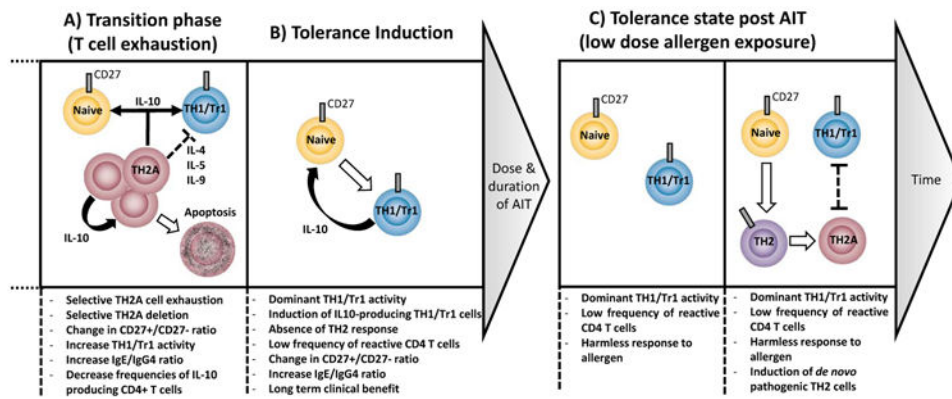 A) Transition phase
(T cell exhaustion)
B) Tolerance Induction
C) Tolerance state post AIT
(low dose allergen exposure)
CD27
Naive
IL-10
TH1/Tr1
IL-4
IL-5
IL-9
TH2A
IL-10
Apoptosis
CD27
Naive
TH1/Tr1
IL-10
Dose &
duration
of AIT
CD27
Naive
TH1/Tr1
CD27
Naive
TH1/Tr1
TH2
TH2A
Time
- Selective TH2A cell exhaustion
- Selective TH2A deletion
- Change in CD27+/CD27- ratio
- Increase TH1/Tr1
activity
- Increase IgE/IgG4 ratio
- Decrease frequencies of IL-10
producing CD4+ T cells
- Dominant TH1/Tr1 activity
- Induction of IL10-producing TH1/Tr1 cells
- Absence of TH2 response
- Low frequency of reactive CD4 T cells
- Change in CD27+/CD27- ratio
- Increase IgE/IgG4 ratio
- Long term clinical benefit
- Dominant TH1/Tr1 activity
- Low frequency of reactive
CD4 T cells
- Harmless response to
allergen
- Dominant TH1/Tr1 activity
- Low frequency of reactive
CD4 T cells
- Harmless response to
allergen
- Induction of de novo
pathogenic TH2 cells